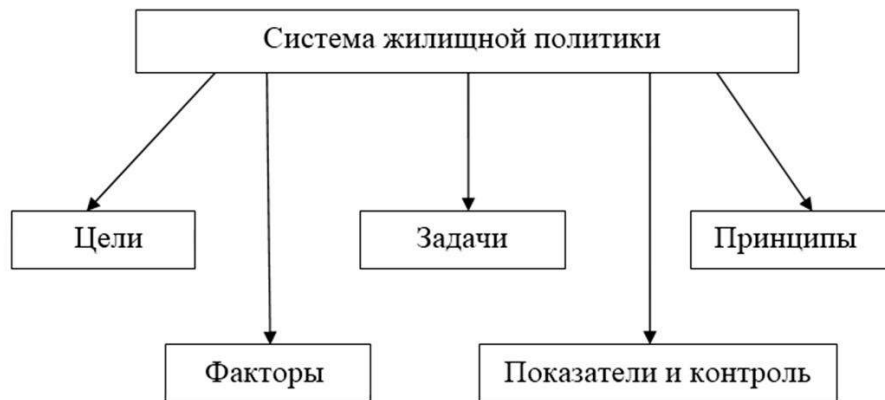 Система жилищной политики
Цели
Задачи
Принципы
Факторы
Показатели и контроль